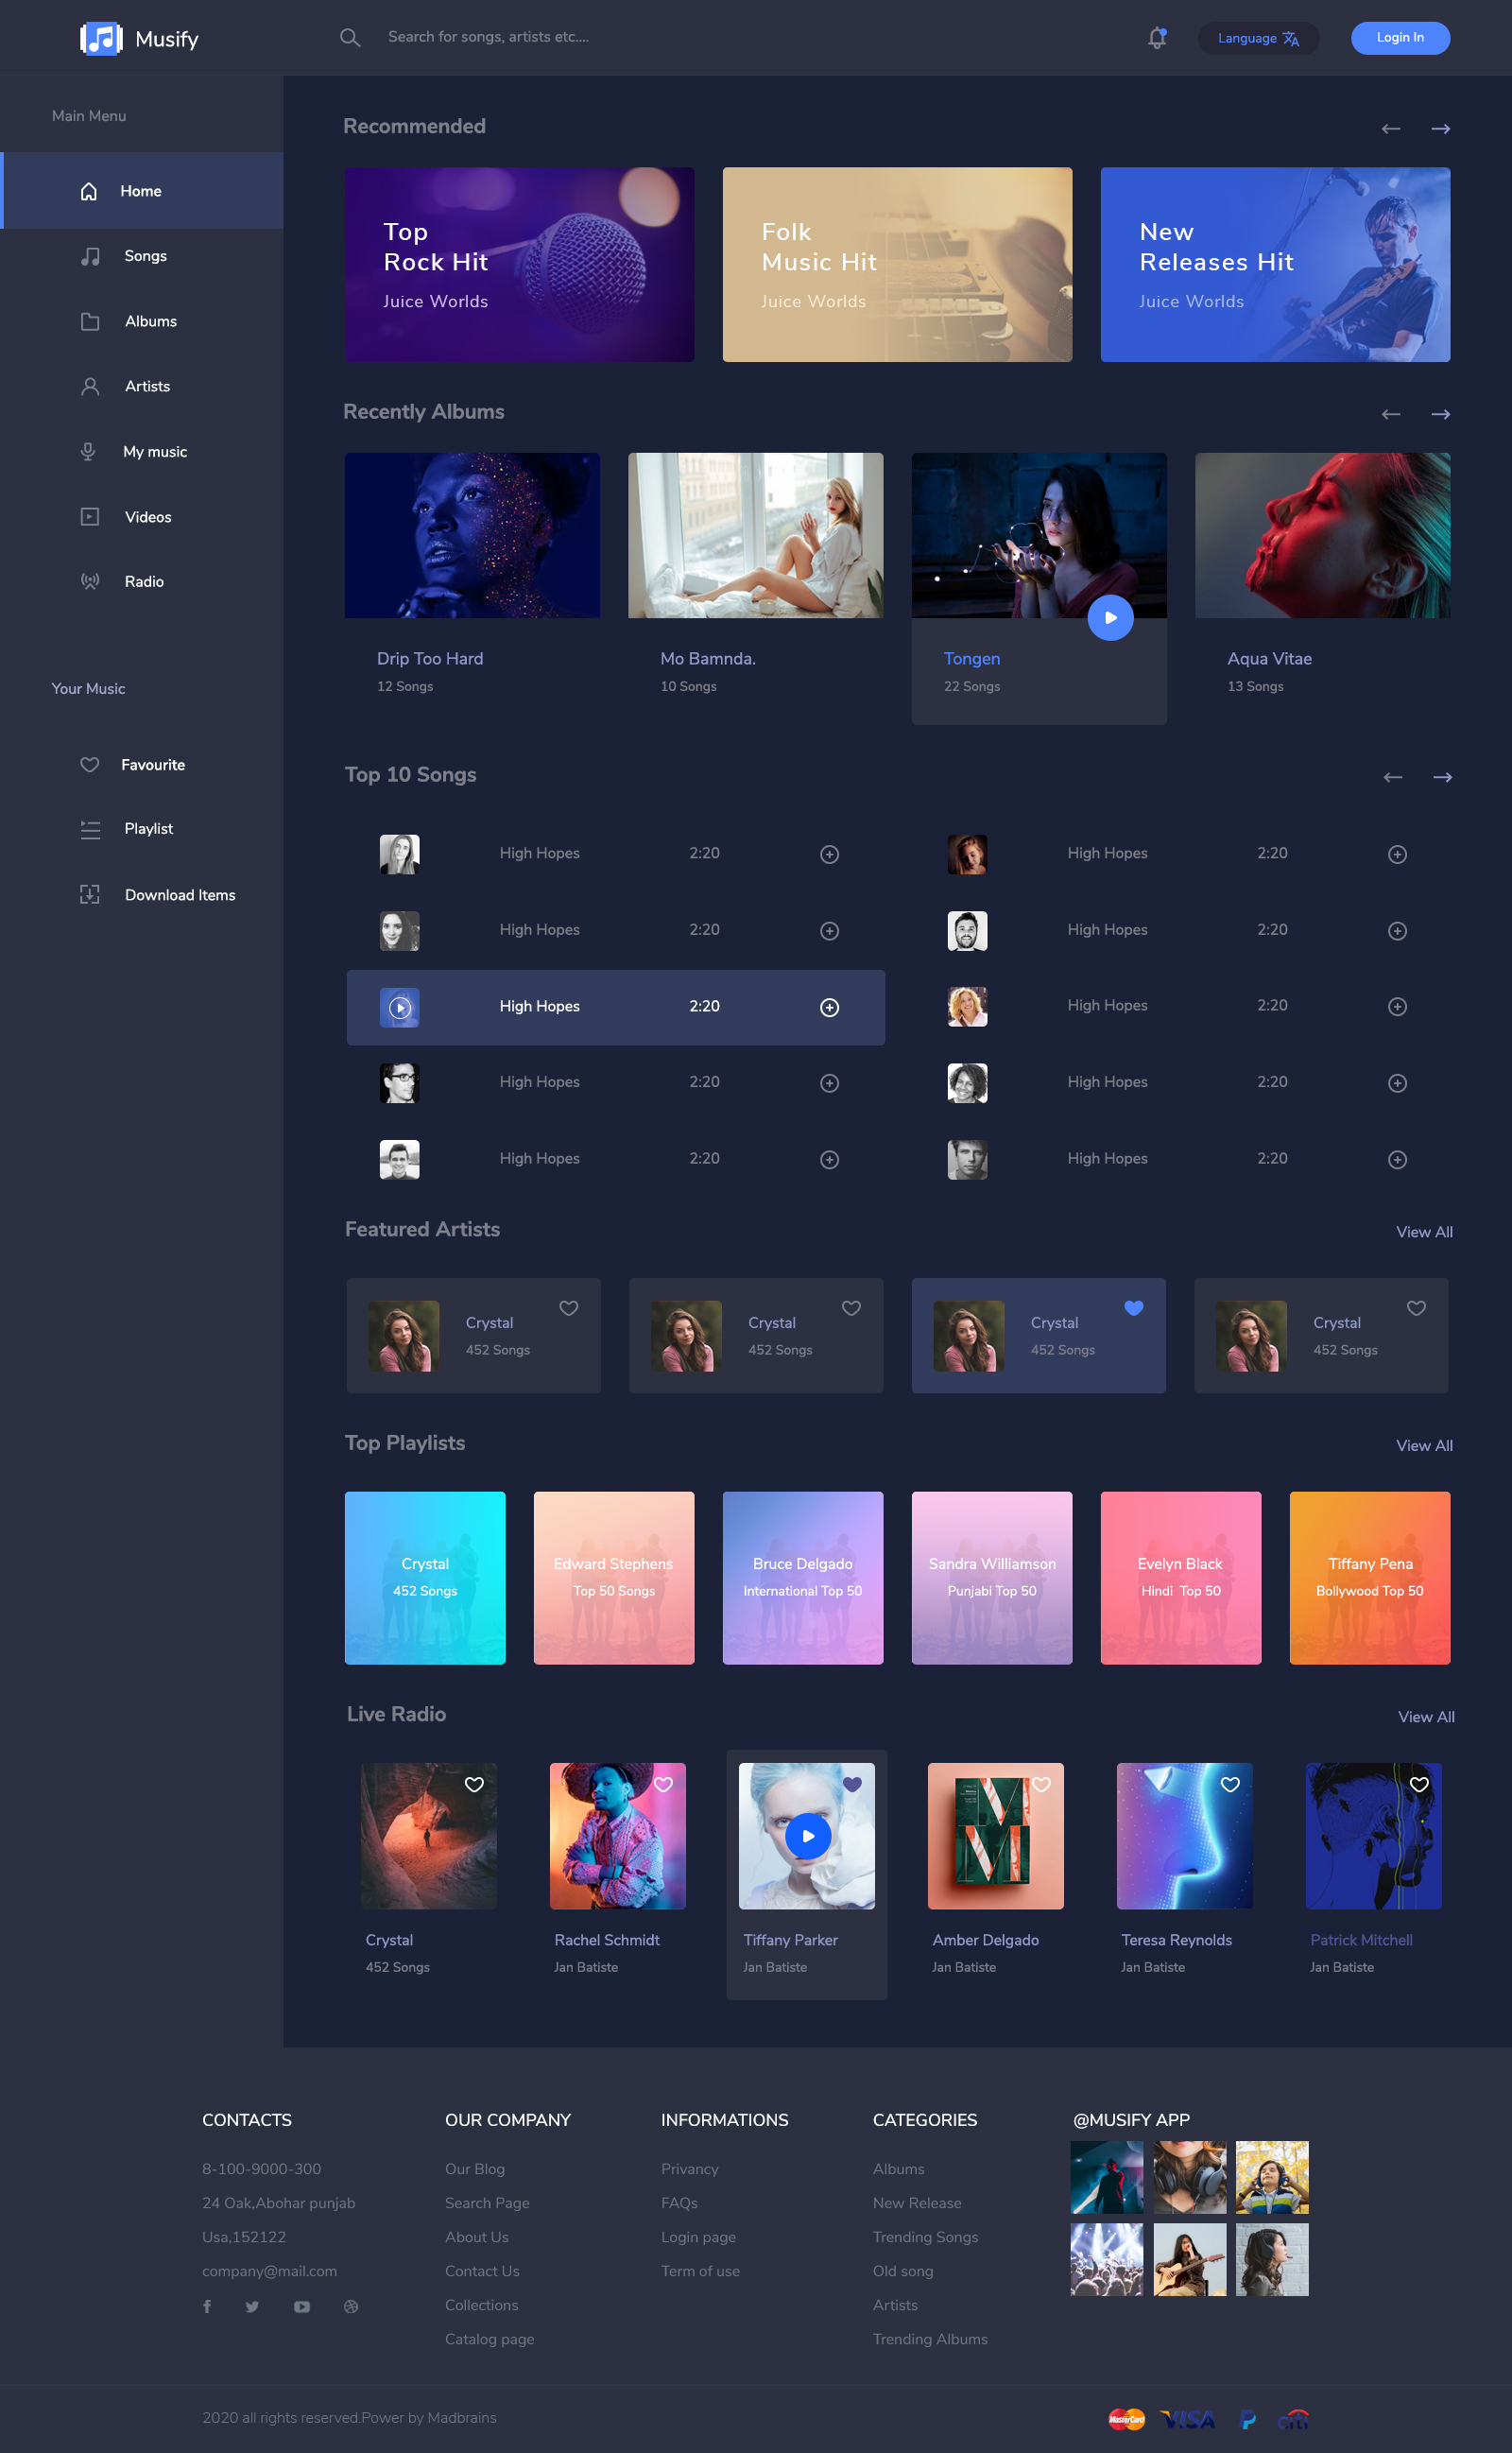 Musify
Search for songs, artists etc....
Language
Login In
Main Menu
Home
Songs
Albums
Artists
My music
Videos
Radio
Your Music
Favourite
Playlist
Download Items
Recommended
Top
Rock Hit
Juice Worlds
Folk
Music Hit
Juice Worlds
New
Releases Hit
Juice Worlds
Recently Albums
Drip Too Hard
12 Songs
Mo Bamnda.
10 Songs
Tongen
22 Songs
Aqua Vitae
13 Songs
Top 10 Songs
High Hopes 2:20
High Hopes 2:20
High Hopes 2:20
High Hopes 2:20
High Hopes 2:20
High Hopes 2:20
High Hopes 2:20
High Hopes 2:20
High Hopes 2:20
High Hopes 2:20
Featured Artists
View All
Crystal
452 Songs
Crystal
452 Songs
Crystal
452 Songs
Crystal
452 Songs
Top Playlists
View All
Crystal
452 Songs
Edward Stephens
Top 50 Songs
Bruce Delgado
International Top 50
Sandra Williamson
Punjabi Top 50
Evelyn Black
Hindi Top 50
Tiffany Pena
Bollywood Top 50
Live Radio
View All
Crystal
452 Songs
Rachel Schmidt
Jan Batiste
Tiffany Parker
Jan Batiste
Amber Delgado
Jan Batiste
Teresa Reynolds
Jan Batiste
Patrick Mitchell
Jan Batiste
CONTACTS
8-100-9000-300
24 Oak,Abohar punjab
Usa,152122
company@mail.com
OUR COMPANY
Our Blog
Search Page
About Us
Contact Us
Collections
Catalog page
INFORMATIONS
Privancy
FAQs
Login page
Term of use
CATEGORIES
Albums
New Release
Trending Songs
Old song
Artists
Trending Albums
@MUSIFY APP
2020 all rights reserved.Power by Madbrains
MasterCard
VISA
citi